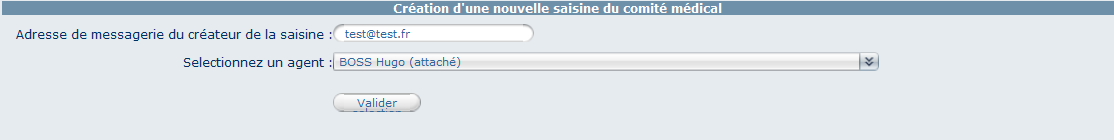 Création d'une nouvelle saisine du comité médical
Adresse de messagerie du créateur de la saisine : test@test.fr
Selectionnez un agent : BOSS Hugo (attaché)
Valider